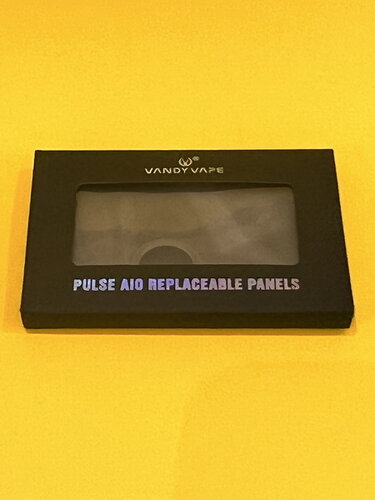 ®
VANDY VAPE
PULSE AIO REPLACEABLE PANELS